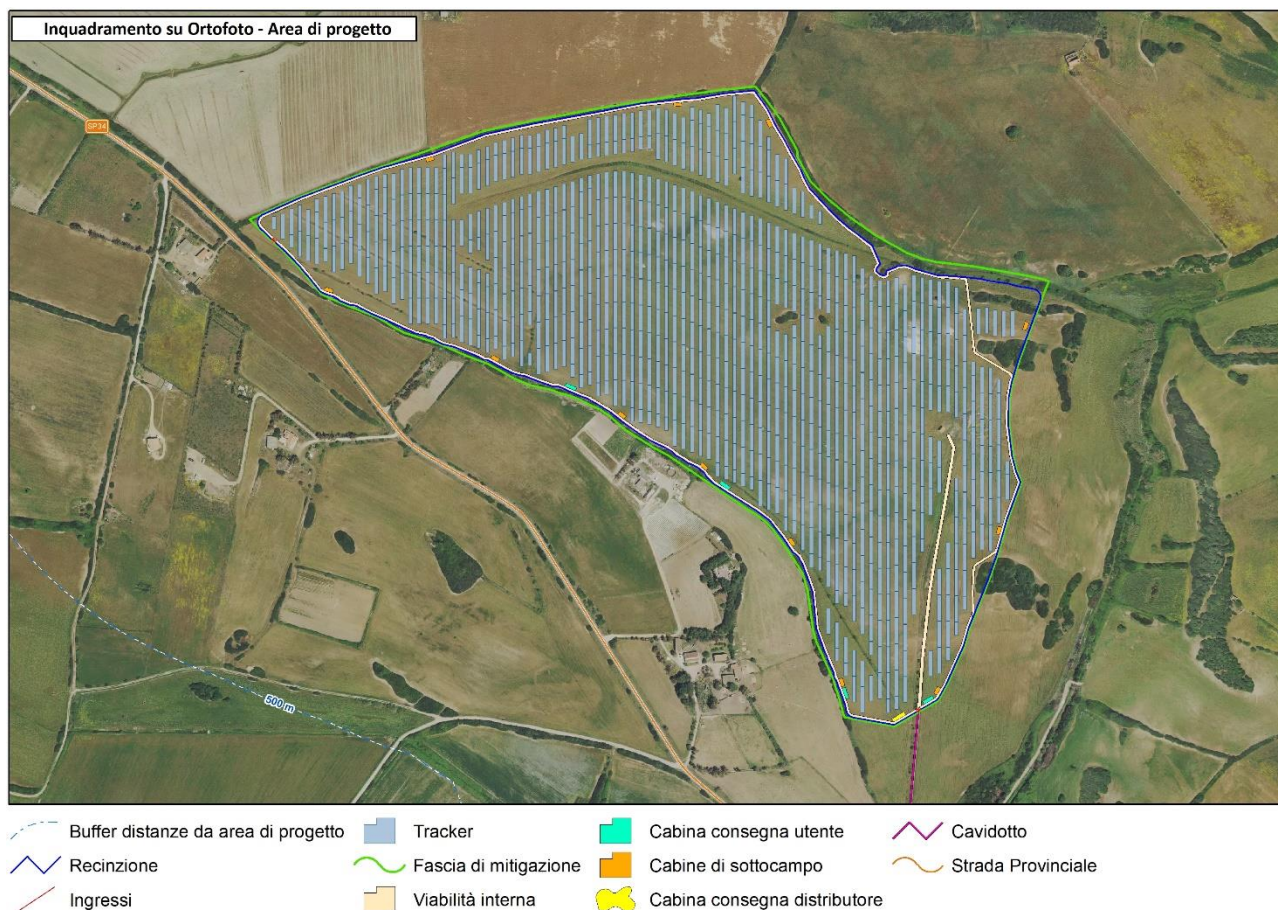 Inquadramento su Ortofoto - Area di progetto
SP34
500 m
Buffer distanze da area di progetto
Recinzione
Ingressi
Tracker
Fascia di mitigazione
Viabilità interna
Cabina consegna utente
Cabine di sottocampo
Cabina consegna distributore
Cavidotto
Strada Provinciale